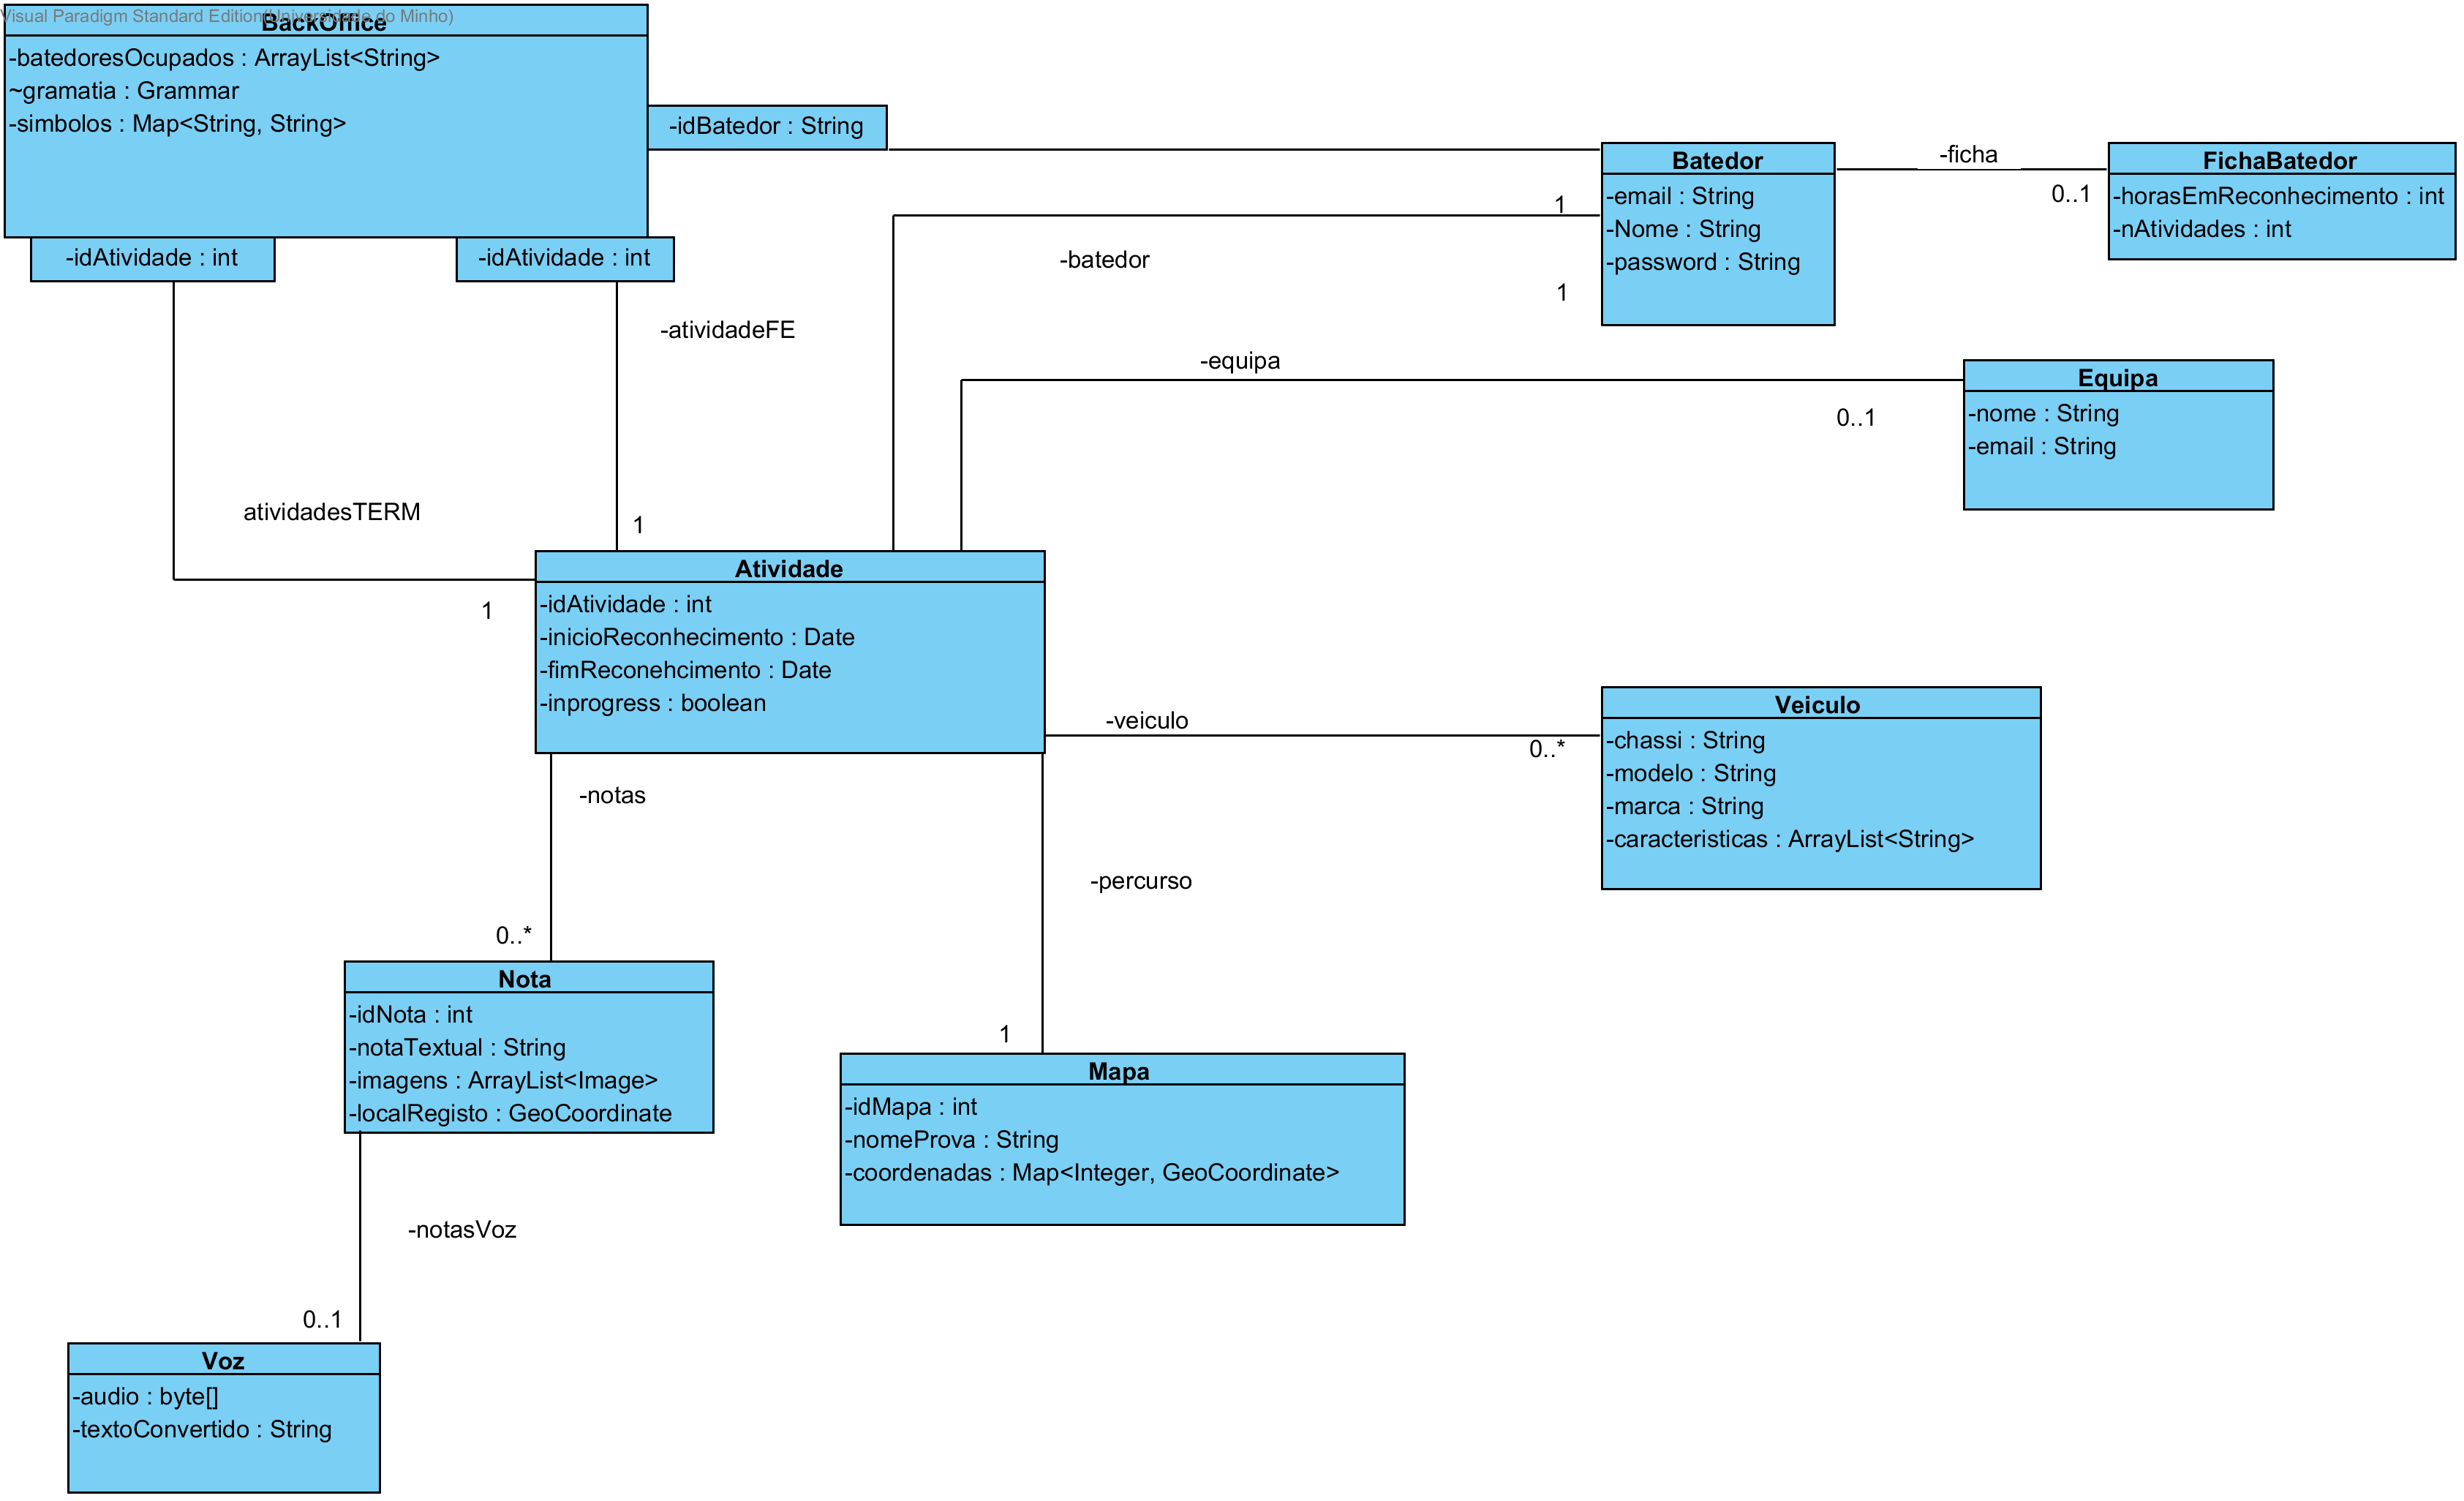 Visual Paradigm Standard Edition(Universidade do Minho)
BackOffice
-batedoresOcupados : ArrayList<String>
~gramatia : Grammar
-simbolos : Map<String, String>
-idBatedor : String
-idAtividade : int
-idAtividade : int
Batedor
-email : String
-Nome : String
-password : String
-ficha
0..1
FichaBatedor
-horasEmReconhecimento : int
-nAtividades : int
1
-batedor
1
-atividadeFE
-equipa
0..1
Equipa
-nome : String
-email : String
atividadesTERM
1
1
Atividade
-idAtividade : int
-inicioReconhecimento : Date
-fimReconehcimento : Date
-inprogress : boolean
-veiculo
0..*
Veiculo
-chassi : String
-modelo : String
-marca : String
-caracteristicas : ArrayList<String>
-notas
0..*
-percurso
1
Nota
-idNota : int
-notaTextual : String
-imagens : ArrayList<Image>
-localRegisto : GeoCoordinate
Mapa
-idMapa : int
-nomeProva : String
-coordenadas : Map<Integer, GeoCoordinate>
-notasVoz
0..1
Voz
-audio : byte[]
-textoConvertido : String